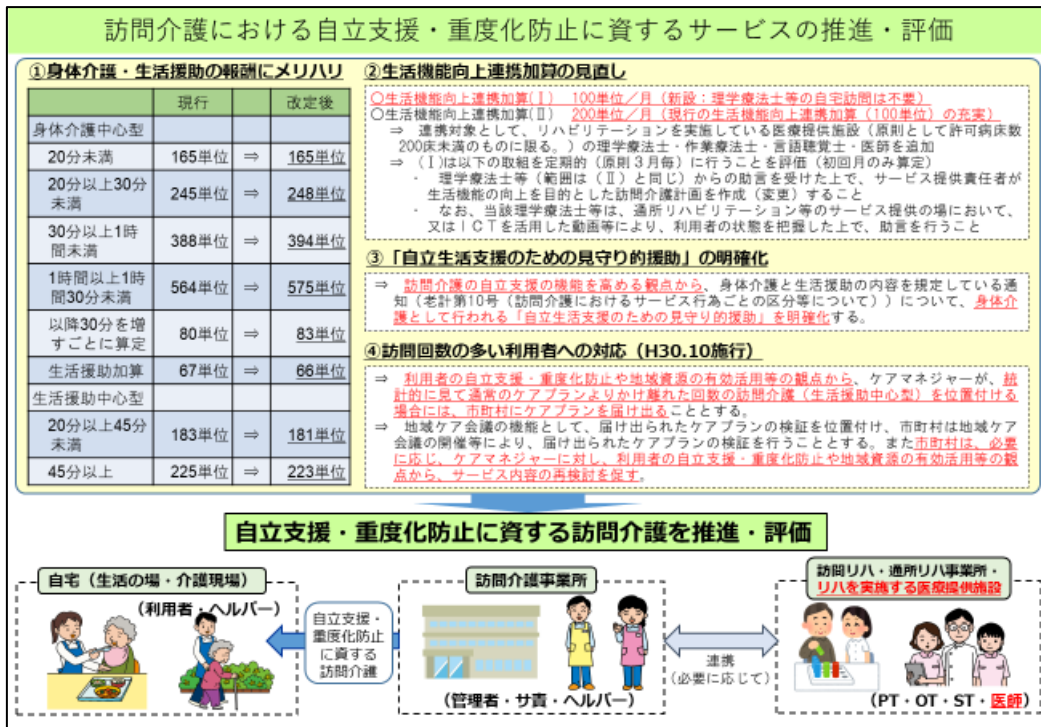 訪問介護における自立支援・重度化防止に資するサービスの推進・評価
①身体介護・生活援助の報酬にメリハリ
現行 改定後
身体介護中心型
20分未満 165単位 ⇒ 165単位
20分以上30分
未満 245単位 ⇒ 248単位
30分以上1時
間未満 388単位 ⇒ 394単位
1時間以上1時
間30分未満 564単位 ⇒ 575単位
以降30分を増
すごとに算定 80単位 ⇒ 83単位
生活援助加算 67単位 ⇒ 66単位
生活援助中心型
20分以上45分
未満 183単位 ⇒ 181単位
45分以上 225単位 ⇒ 223単位
②生活機能向上連携加算の見直し
〇生活機能向上連携加算(Ⅰ) 100単位/月(新設:理学療法士等の自宅訪問は不要)
〇生活機能向上連携加算(Ⅱ) 200単位/月(現行の生活機能向上連携加算(100単位)の充実)
⇒ 連携対象として、リハビリテーションを実施している医療提供施設(原則として許可病床数
200床未満のものに限る。)の理学療法士・作業療法士・言語聴覚士・医師を追加
⇒ (Ⅰ)は以下の取組を定期的(原則3月毎)に行うことを評価(初回月のみ算定)
・ 理学療法士等(範囲は(Ⅱ)と同じ)からの助言を受けた上で、サービス提供責任者が
生活機能の向上を目的とした訪問介護計画を作成(変更)すること
・ なお、当該理学療法士等は、通所リハビリテーション等のサービス提供の場において、
又はICTを活用した動画等により、利用者の状態を把握した上で、助言を行うこと
③「自立生活支援のための見守り的援助」の明確化
⇒ 訪問介護の自立支援の機能を高める観点から、身体介護と生活援助の内容を規定している通
知(老計第10号(訪問介護におけるサービス行為ごとの区分等について))について、身体介
護として行われる「自立生活支援のための見守り的援助」を明確化する。
④訪問回数の多い利用者への対応(H30.10施行)
⇒ 利用者の自立支援・重度化防止や地域資源の有効活用等の観点から、ケアマネジャーが、統
計的に見て通常のケアプランよりかけ離れた回数の訪問介護(生活援助中心型)を位置付ける
場合には、市町村にケアプランを届け出ることとする。
⇒ 地域ケア会議の機能として、届け出られたケアプランの検証を位置付け、市町村は地域ケア
会議の開催等により、届け出られたケアプランの検証を行うこととする。また市町村は、必要
に応じ、ケアマネジャーに対し、利用者の自立支援・重度化防止や地域資源の有効活用等の観
点から、サービス内容の再検討を促す。
自立支援・重度化防止に資する訪問介護を推進・評価
自宅(生活の場・介護現場)
(利用者・ヘルパー)
自立支援・
重度化防止
に資する
訪問介護
訪問介護事業所
(管理者・サ責・ヘルパー)
連携
(必要に応じて)
訪問リハ・通所リハ事業所・
リハを実施する医療提供施設
(PT・OT・ST・医師)